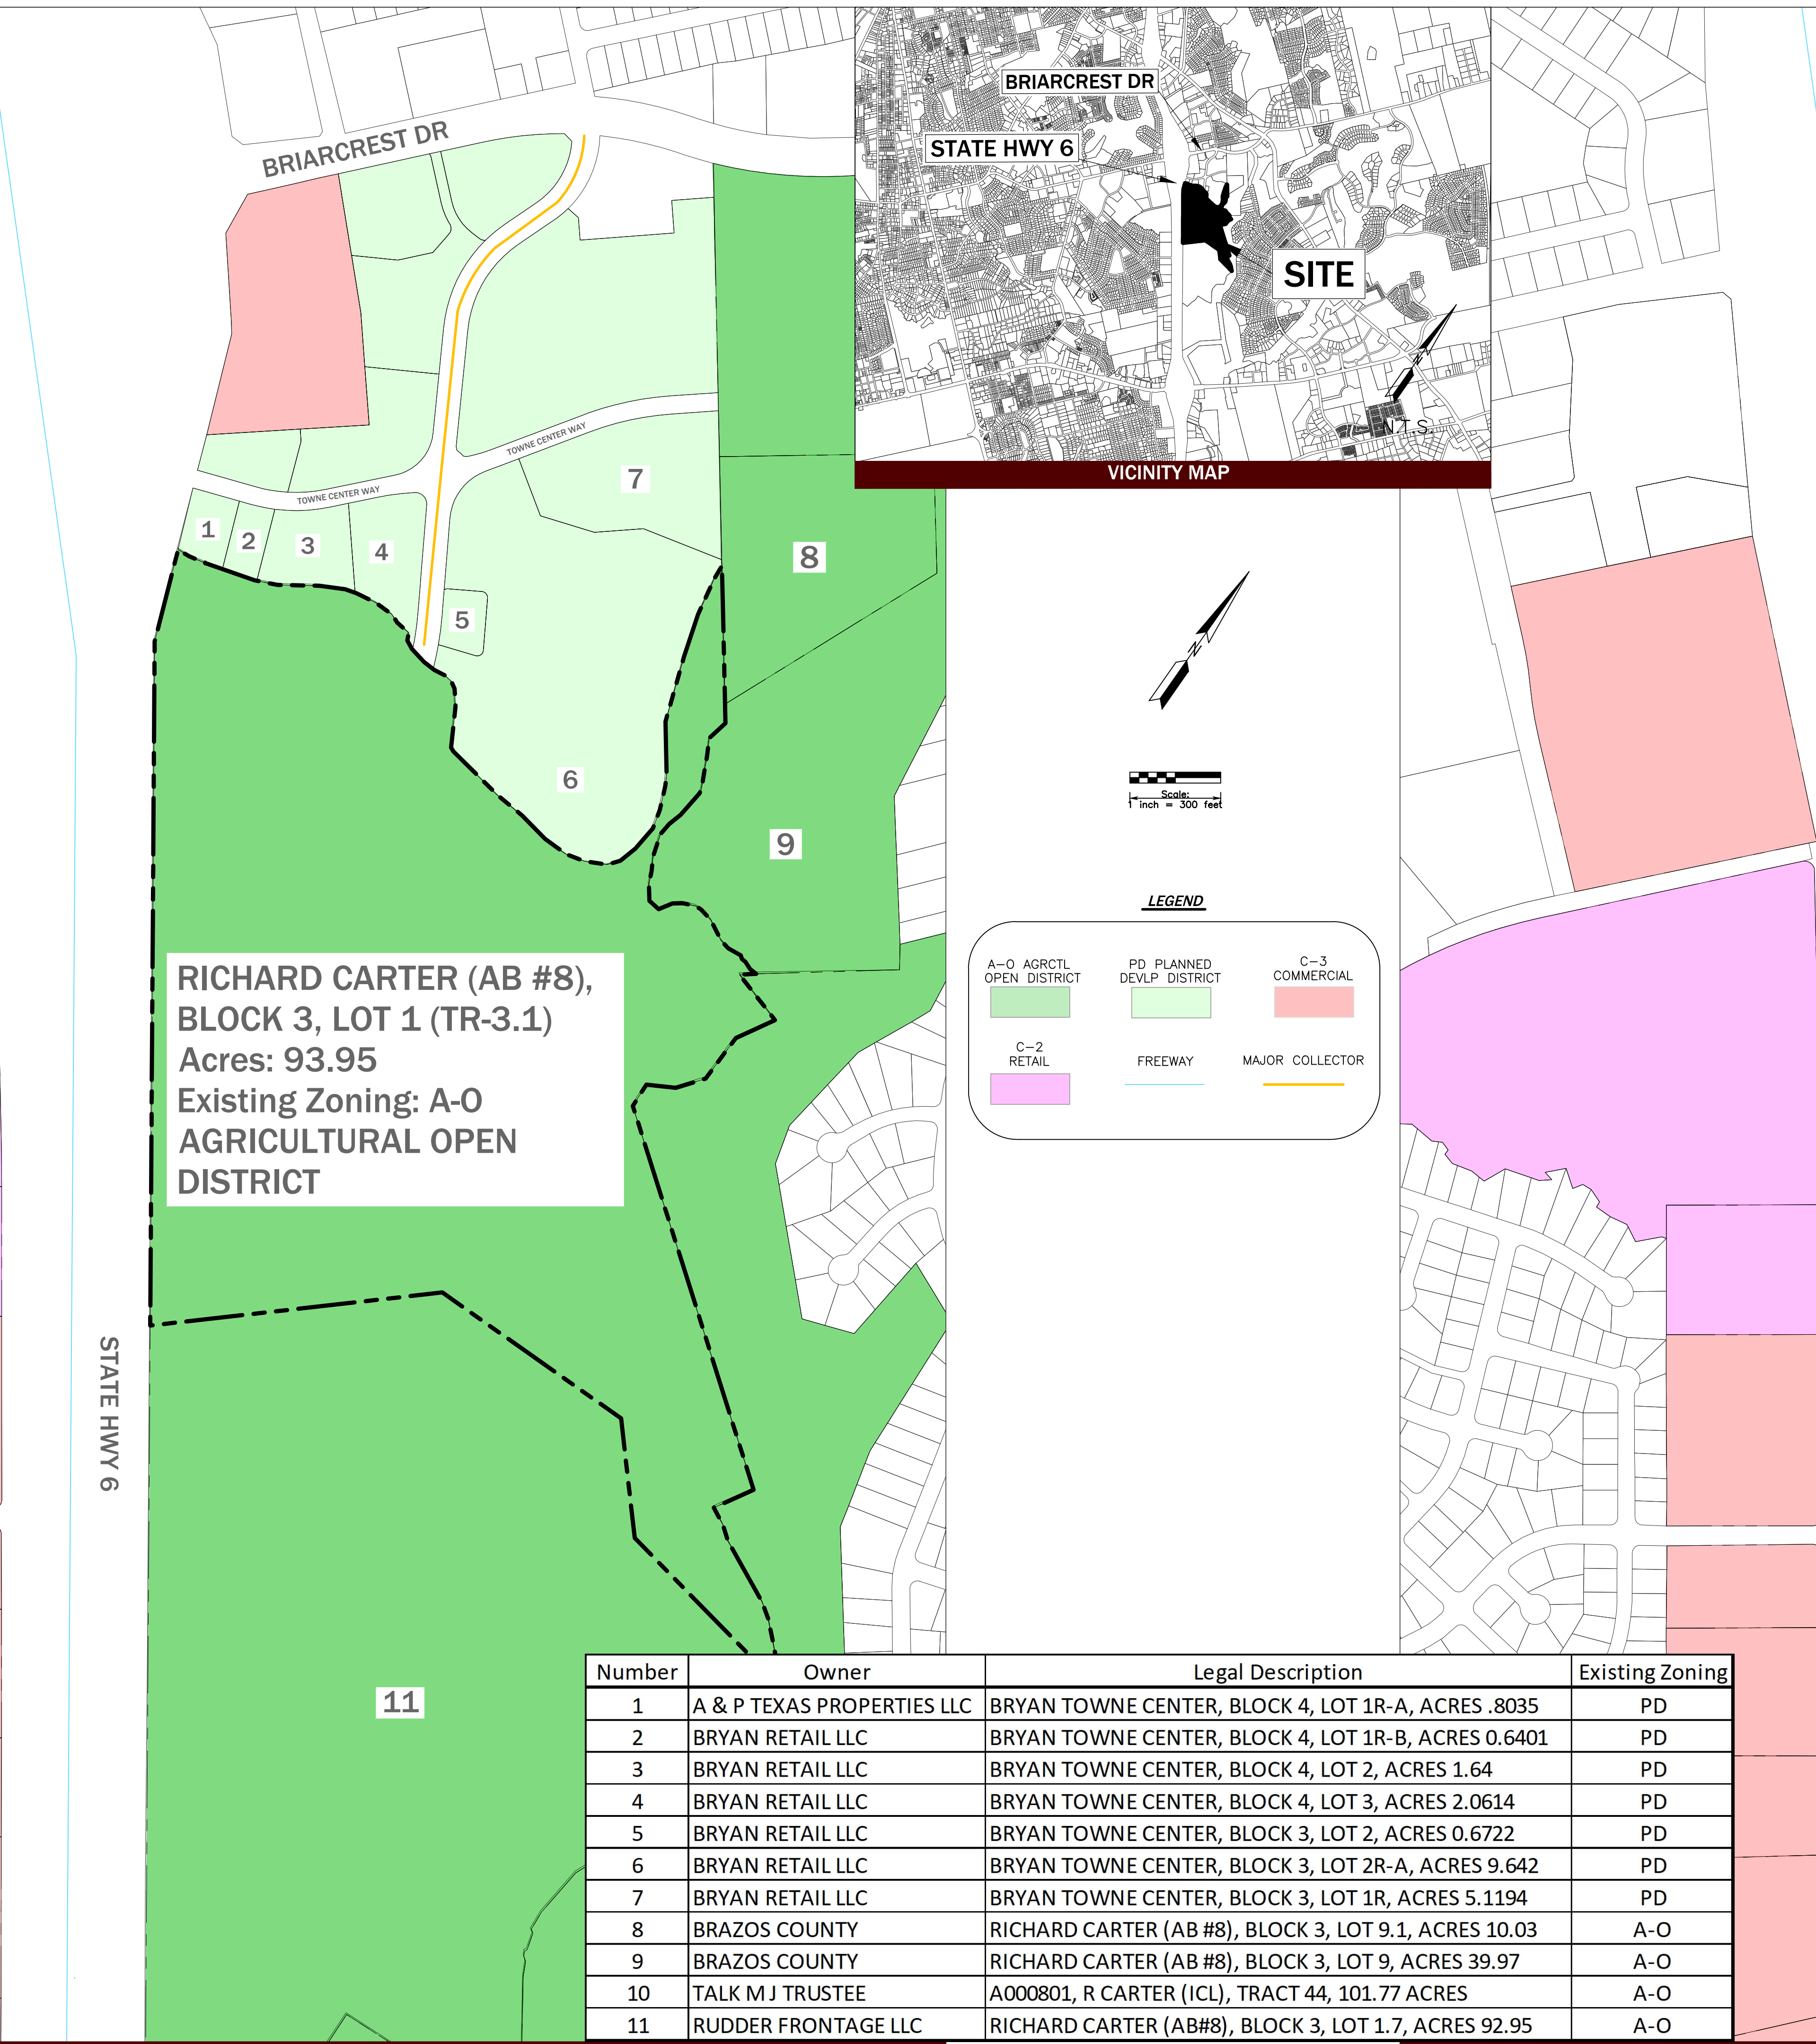 BRIARCREST DR
BRIARCREST DR
STATE HWY 6
SITE
N
N.T.S.
VICINITY MAP
TOWNE CENTER WAY
TOWNE CENTER WAY
1
2
3
4
5
6
7
8
9
11
N
Scale:
1 inch = 300 feet
LEGEND
A-O AGRCTL
OPEN DISTRICT
PD PLANNED
DEVLP DISTRICT
C-3
COMMERCIAL
C-2
RETAIL
FREEWAY
MAJOR COLLECTOR
RICHARD CARTER (AB #8),
BLOCK 3, LOT 1 (TR-3.1)
Acres: 93.95
Existing Zoning: A-O
AGRICULTURAL OPEN
DISTRICT
STATE HWY 6
Number Owner Legal Description Existing Zoning
1 A & P TEXAS PROPERTIES LLC BRYAN TOWNE CENTER, BLOCK 4, LOT 1R-A, ACRES .8035 PD
2 BRYAN RETAIL LLC BRYAN TOWNE CENTER, BLOCK 4, LOT 1R-B, ACRES 0.6401 PD
3 BRYAN RETAIL LLC BRYAN TOWNE CENTER, BLOCK 4, LOT 2, ACRES 1.64 PD
4 BRYAN RETAIL LLC BRYAN TOWNE CENTER, BLOCK 4, LOT 3, ACRES 2.0614 PD
5 BRYAN RETAIL LLC BRYAN TOWNE CENTER, BLOCK 3, LOT 2, ACRES 0.6722 PD
6 BRYAN RETAIL LLC BRYAN TOWNE CENTER, BLOCK 3, LOT 2R-A, ACRES 9.642 PD
7 BRYAN RETAIL LLC BRYAN TOWNE CENTER, BLOCK 3, LOT 1R, ACRES 5.1194 PD
8 BRAZOS COUNTY RICHARD CARTER (AB #8), BLOCK 3, LOT 9.1, ACRES 10.03 A-O
9 BRAZOS COUNTY RICHARD CARTER (AB #8), BLOCK 3, LOT 9, ACRES 39.97 A-O
10 TALK M J TRUSTEE A000801, R CARTER (ICL), TRACT 44, 101.77 ACRES A-O
11 RUDDER FRONTAGE LLC RICHARD CARTER (AB#8), BLOCK 3, LOT 1.7, ACRES 92.95 A-O